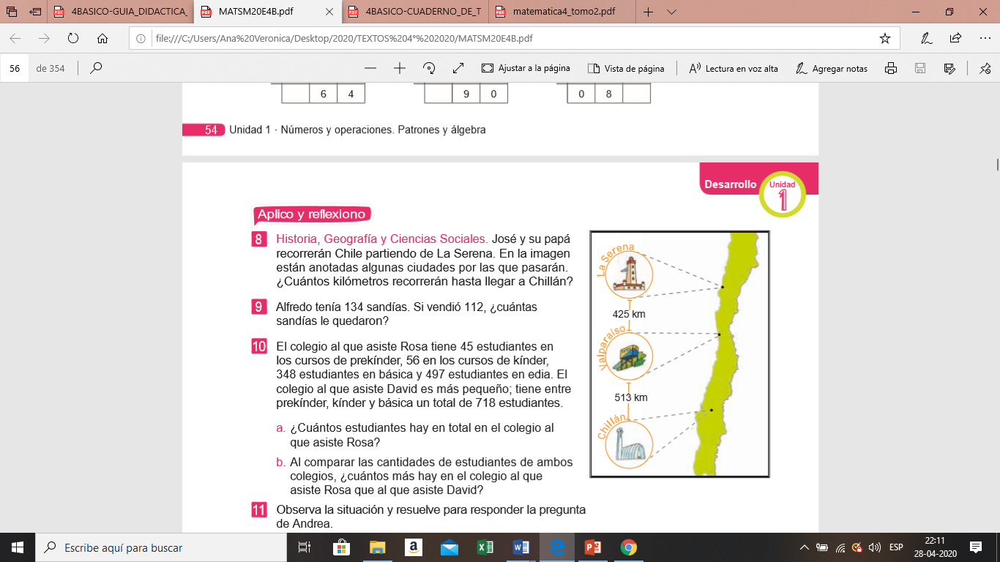 4BASICO-GUIA_DIDACTICA_
MATSM20E4B.pdf
4BASICO-CUADERNO_DE_T
matematica4_tomo2.pdf
file:///C:/Users/Ana%20Veronica/Desktop/2020/TEXTOS%204°%202020/MATSM20E4B.pdf
56 de 354
Ajustar a la página
Vista de página
Lectura en voz alta
Agregar notas
6 4
9 0
0 8
54 Unidad 1 · Números y operaciones. Patrones y álgebra
Desarrollo
Unidad
1
Aplico y reflexiono
8 Historia, Geografía y Ciencias Sociales. José y su papá
recorrerán Chile partiendo de La Serena. En la imagen
están anotadas algunas ciudades por las que pasarán.
¿Cuántos kilómetros recorrerán hasta llegar a Chillán?
9 Alfredo tenía 134 sandías. Si vendió 112, ¿cuántas
sandías le quedaron?
10 El colegio al que asiste Rosa tiene 45 estudiantes en
los cursos de prekínder, 56 en los cursos de kínder,
348 estudiantes en básica y 497 estudiantes en edia. El
colegio al que asiste David es más pequeño; tiene entre
prekínder, kínder y básica un total de 718 estudiantes.
a. ¿Cuántos estudiantes hay en total en el colegio al
que asiste Rosa?
b. Al comparar las cantidades de estudiantes de ambos
colegios, ¿cuántos más hay en el colegio al que
asiste Rosa que al que asiste David?
11 Observa la situación y resuelve para responder la pregunta
de Andrea.
La Serena
425 km
Valparaíso
513 km
Chillán
Escribe aquí para buscar
ESP
22:11
28-04-2020